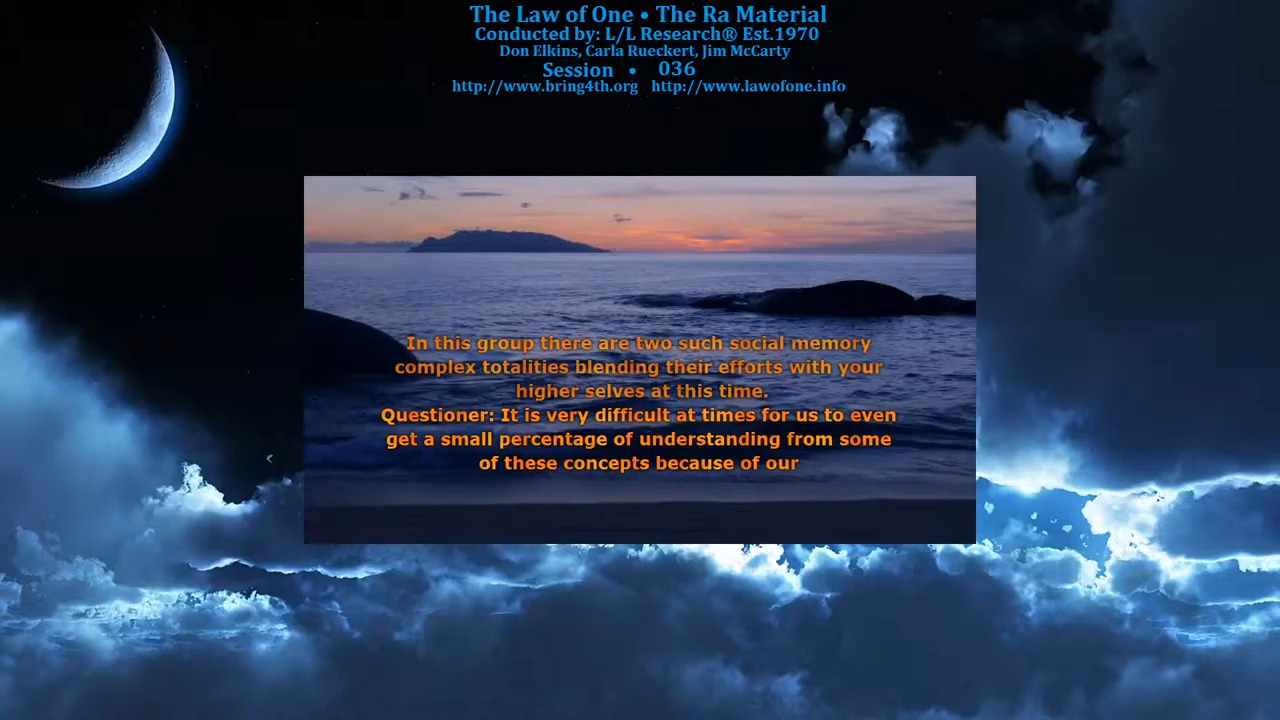 The Law of One • The Ra Material
Conducted by: L/L Research® Est.1970
Don Elkins, Carla Rueckert, Jim McCarty
Session • 036
http://www.bring4th.org http://www.lawofone.info
In this group there are two such social memory
complex totalities blending their efforts with your
higher selves at this time.
Questioner: It is very difficult at times for us to even
get a small percentage of understanding from some
of these concepts because of our